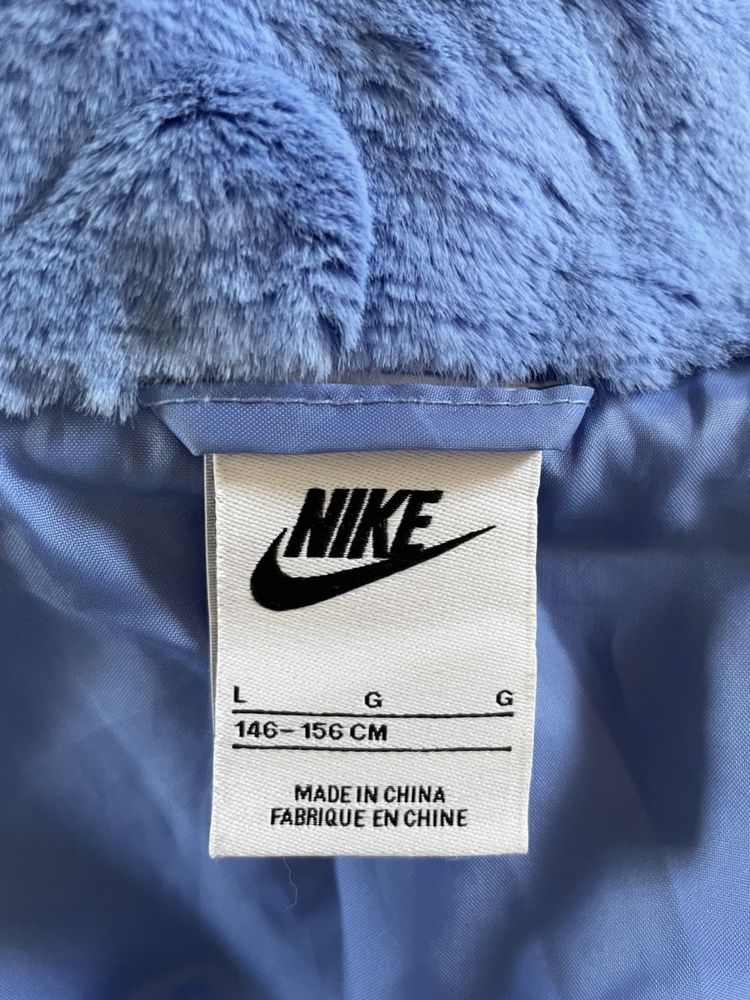 NIKE
L G G
146-156 CM
MADE IN CHINA
FABRIQUE EN CHINE